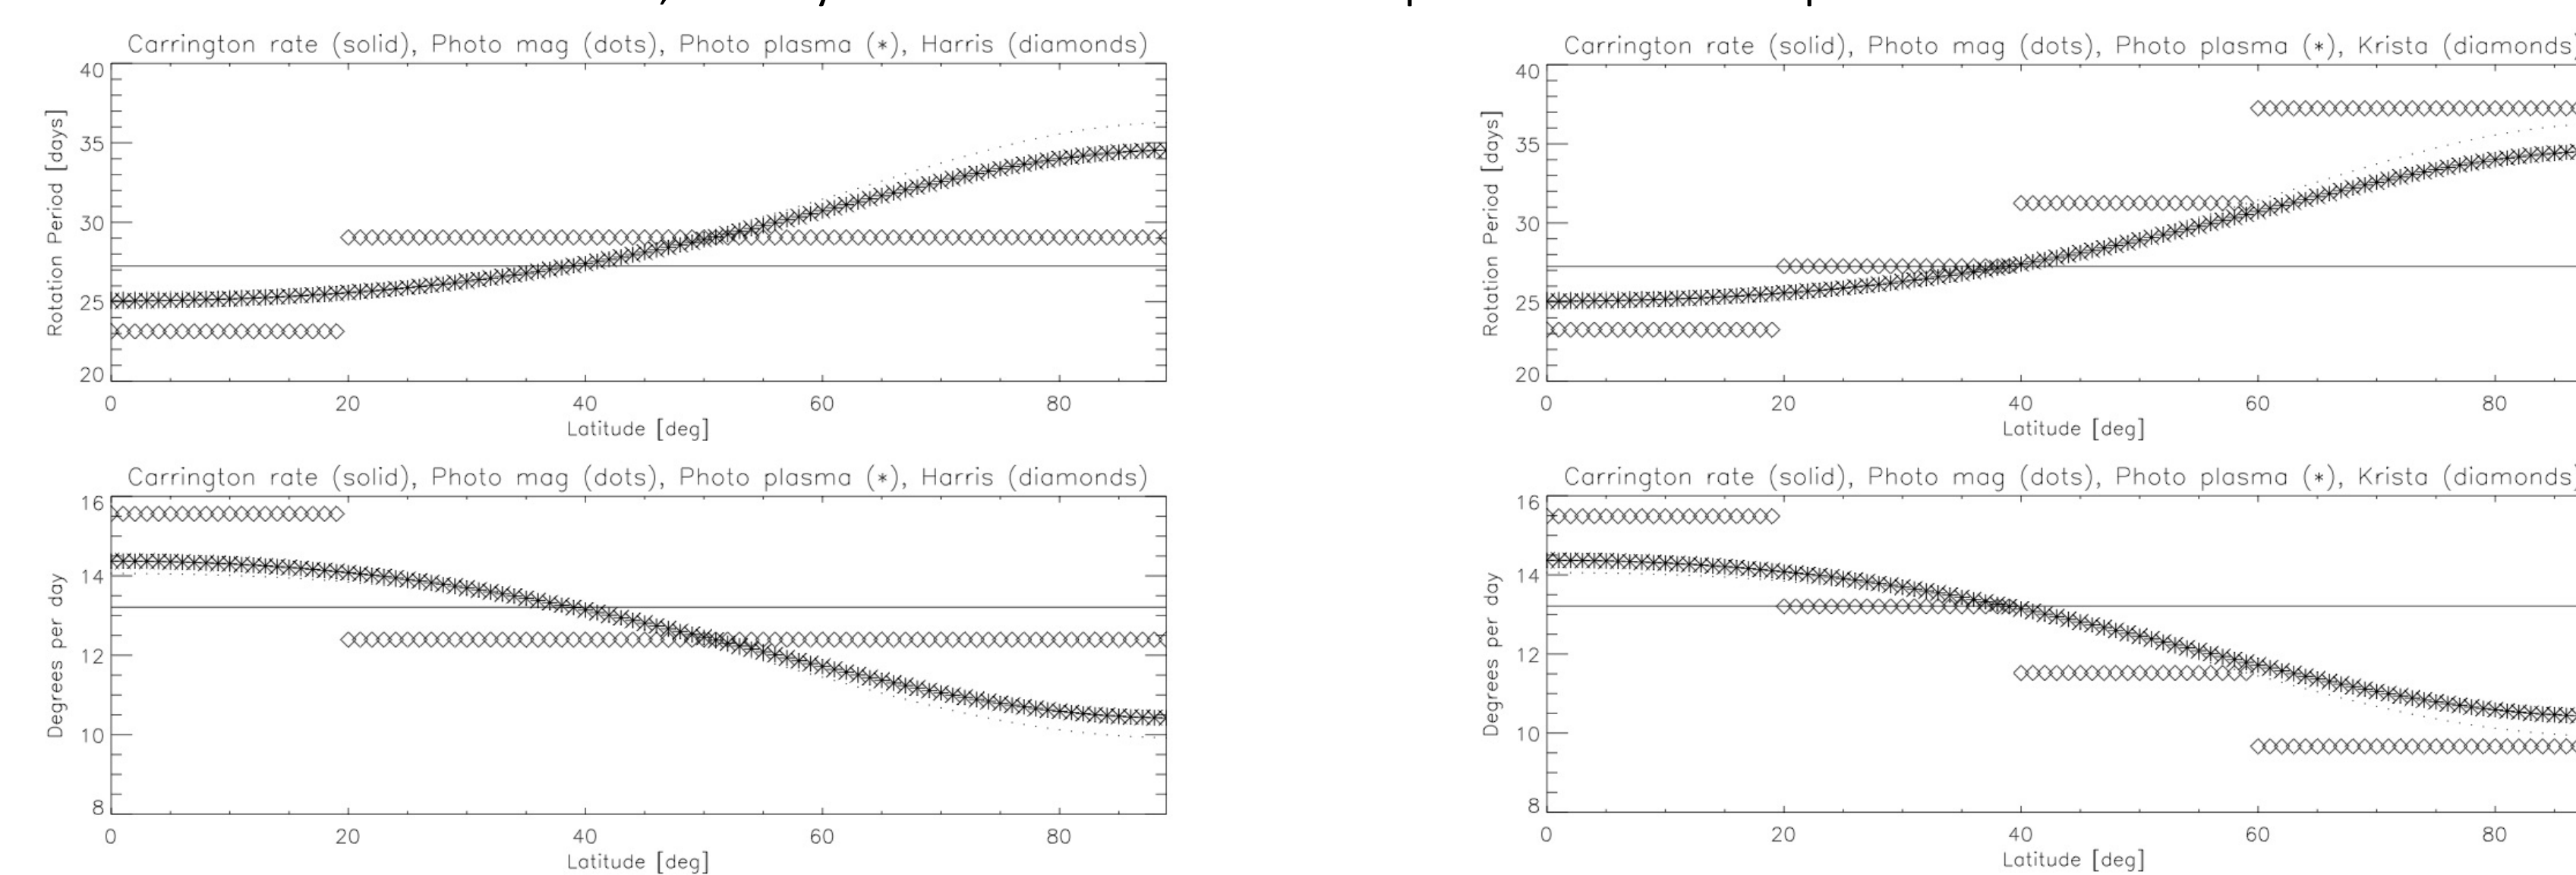 Carrington rate (solid), Photo mag (dots), Photo plasma (*), Harris (diamonds)
40
35
30
25
20
Rotation Period [days]
0 20 40 60 80
Latitude [deg]
Carrington rate (solid), Photo mag (dots), Photo plasma (*), Krista (diamonds)
40
35
30
25
20
Rotation Period [days]
0 20 40 60 80
Latitude [deg]
Carrington rate (solid), Photo mag (dots), Photo plasma (*), Harris (diamonds)
16
14
12
10
8
Degrees per day
0 20 40 60 80
Latitude [deg]
Carrington rate (solid), Photo mag (dots), Photo plasma (*), Krista (diamonds)
16
14
12
10
8
Degrees per day
0 20 40 60 80
Latitude [deg]